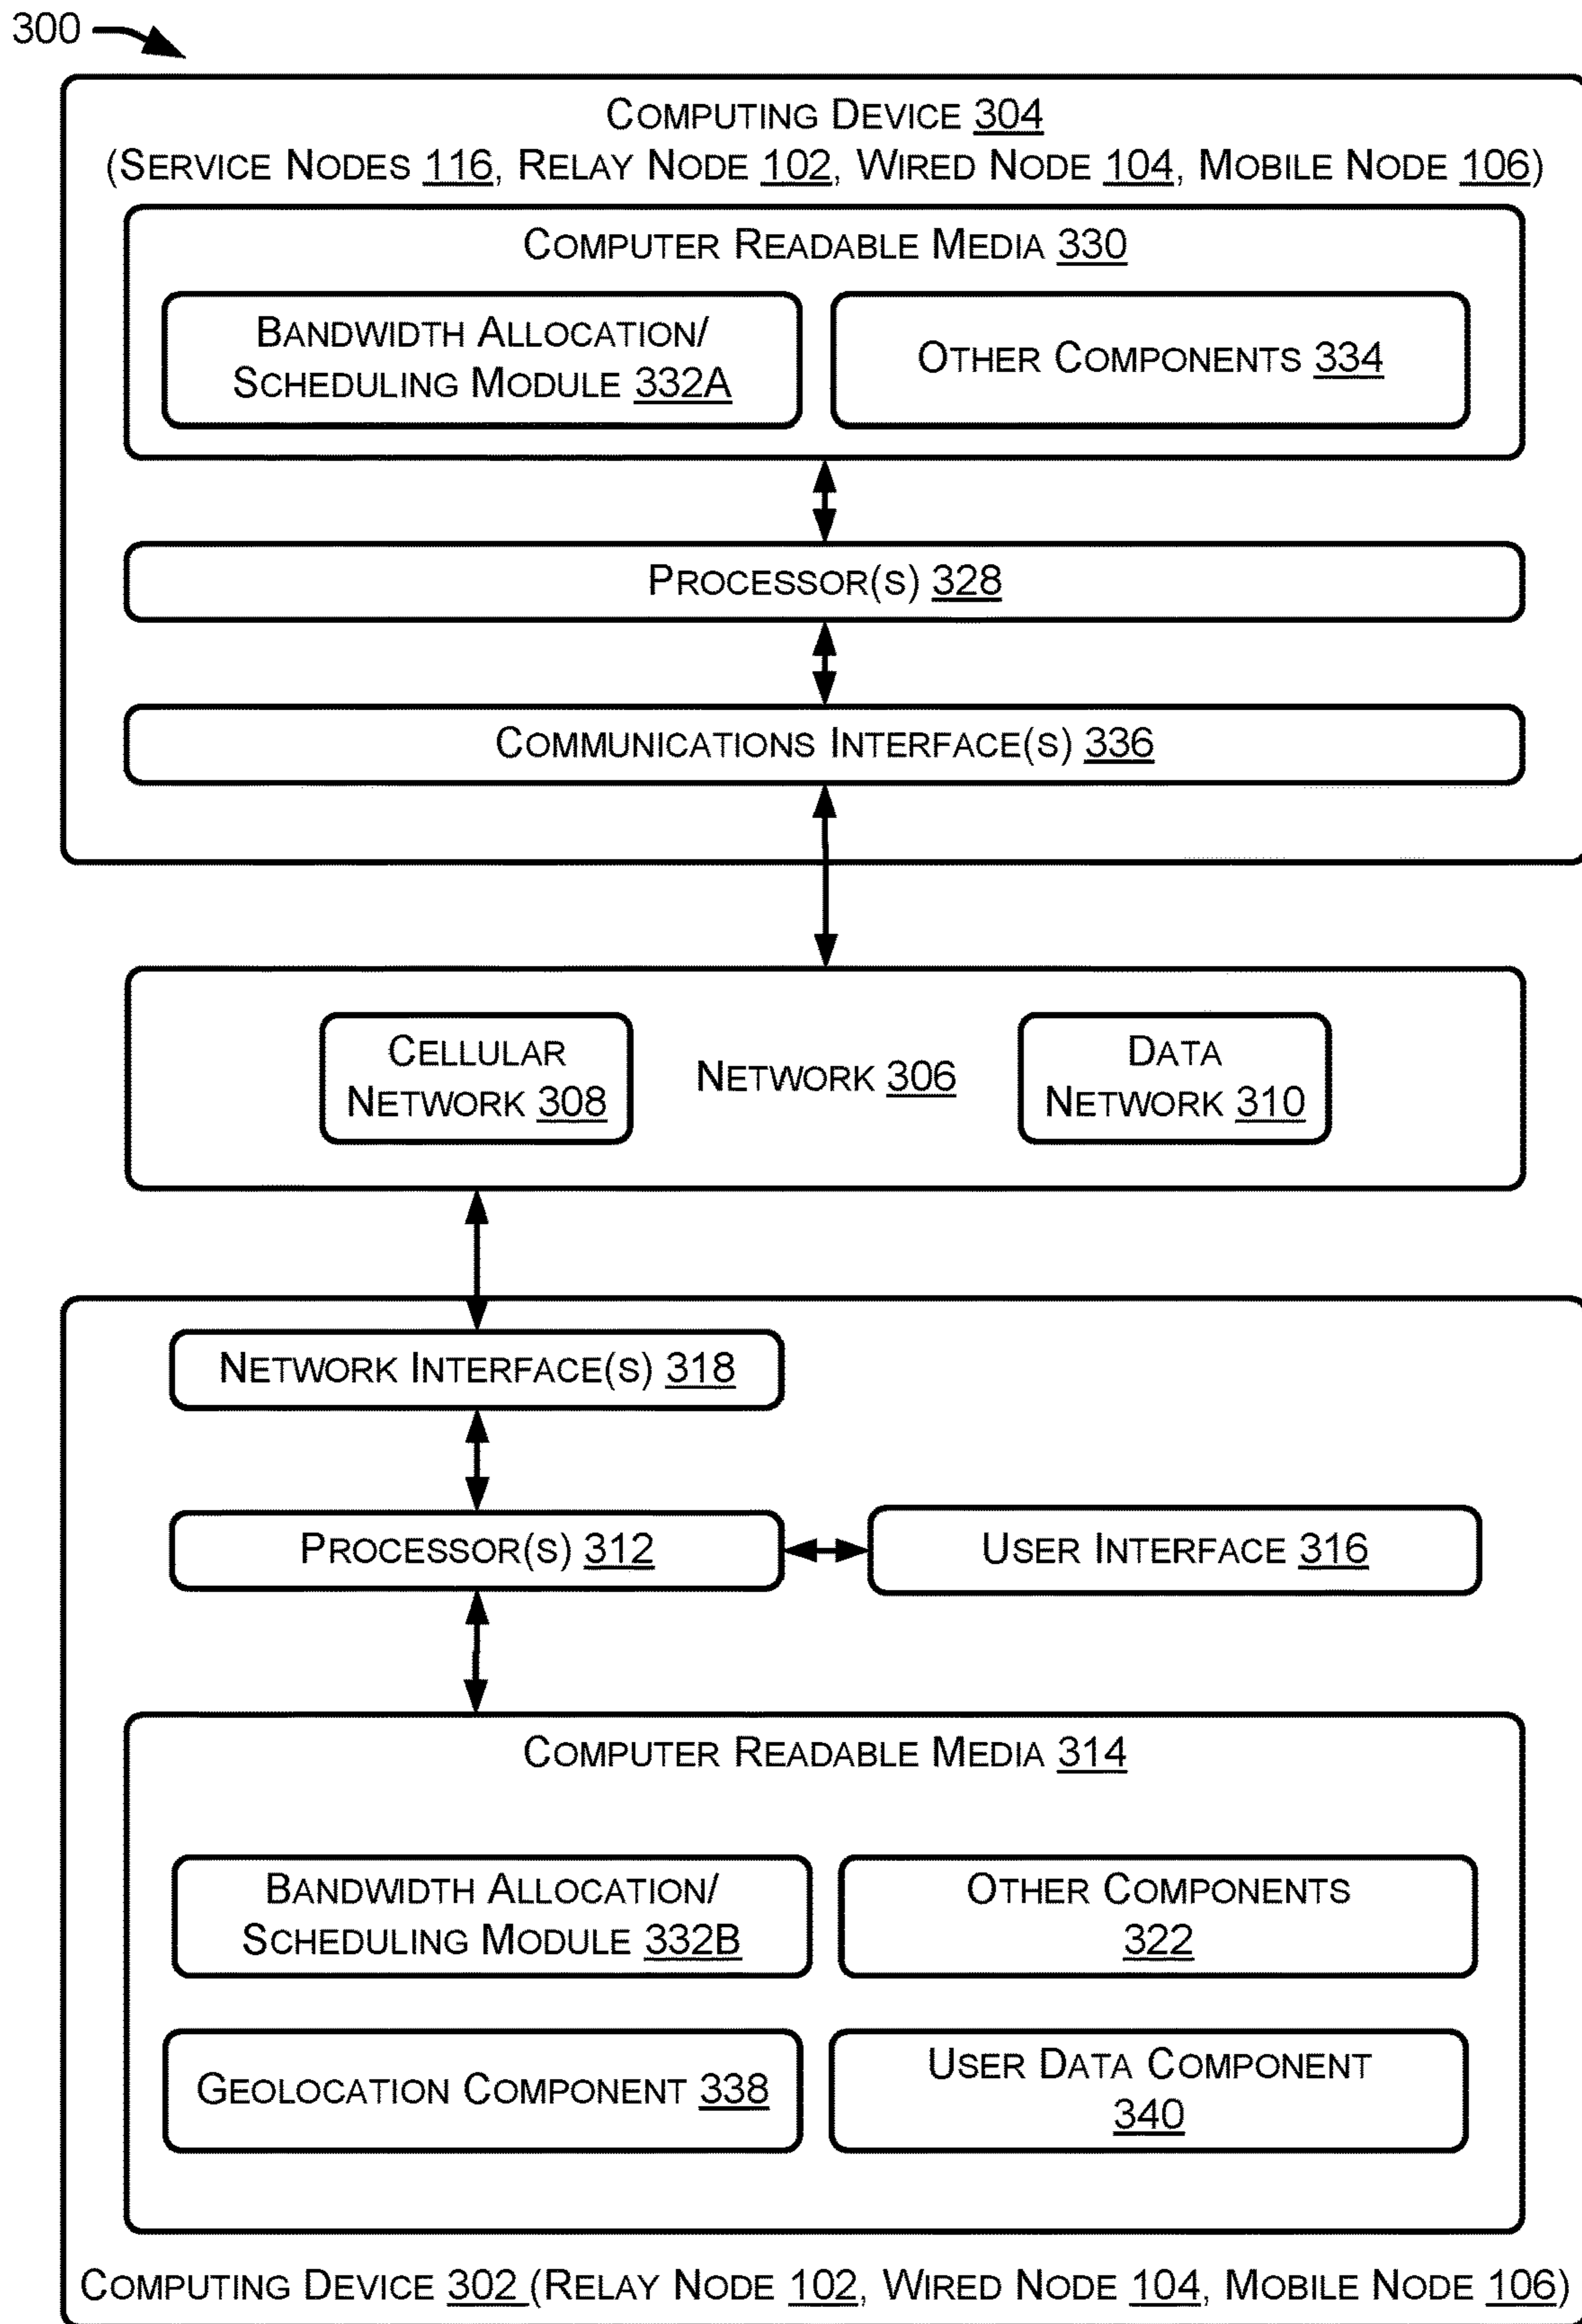 300
COMPUTING DEVICE 304
(SERVICE NODES 116, RELAY NODE 102, WIRED NODE 104, MOBILE NODE 106)
COMPUTER READABLE MEDIA 330
BANDWIDTH ALLOCATION/
SCHEDULING MODULE 332A
OTHER COMPONENTS 334
PROCESSOR(S) 328
COMMUNICATIONS INTERFACE(S) 336
CELLULAR
NETWORK 308
NETWORK 306
DATA
NETWORK 310
NETWORK INTERFACE(S) 318
PROCESSOR(S) 312
USER INTERFACE 316
COMPUTER READABLE MEDIA 314
BANDWIDTH ALLOCATION/
SCHEDULING MODULE 332B
OTHER COMPONENTS
322
GEOLOCATION COMPONENT 338
USER DATA COMPONENT
340
COMPUTING DEVICE 302 (RELAY NODE 102, WIRED NODE 104, MOBILE NODE 106)